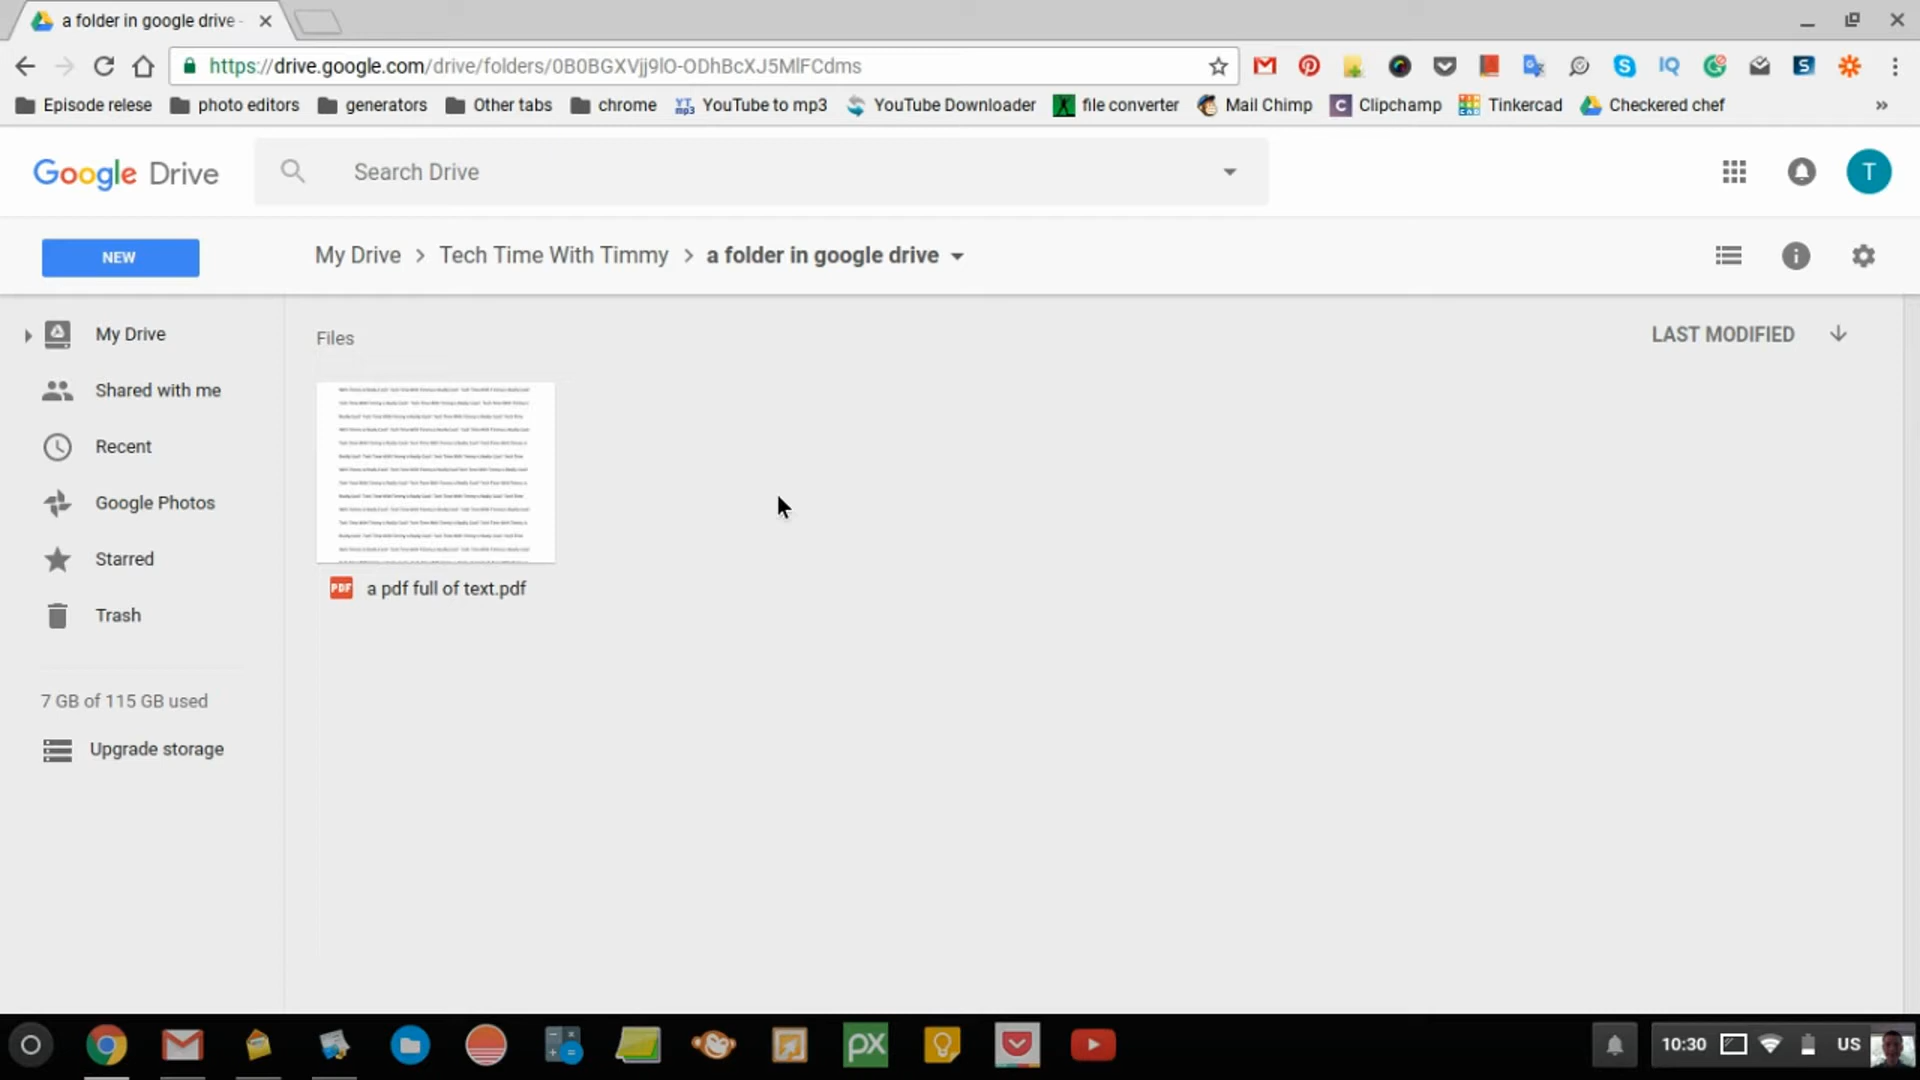 a folder in google drive -
https://drive.google.com/drive/folders/0B0BGXVjj9lO-ODhBcXJ5MlFCdms
Episode relese photo editors generators Other tabs chrome YouTube to mp3 YouTube Downloader file converter Mail Chimp Clipchamp Tinkercad Checkered chef »
Google Drive Search Drive T
NEW My Drive > Tech Time With Timmy > a folder in google drive
My Drive
Shared with me
Recent
Google Photos
Starred
Trash
7 GB of 115 GB used
Upgrade storage
Files LAST MODIFIED
PDF a pdf full of text.pdf
px 10:30 US